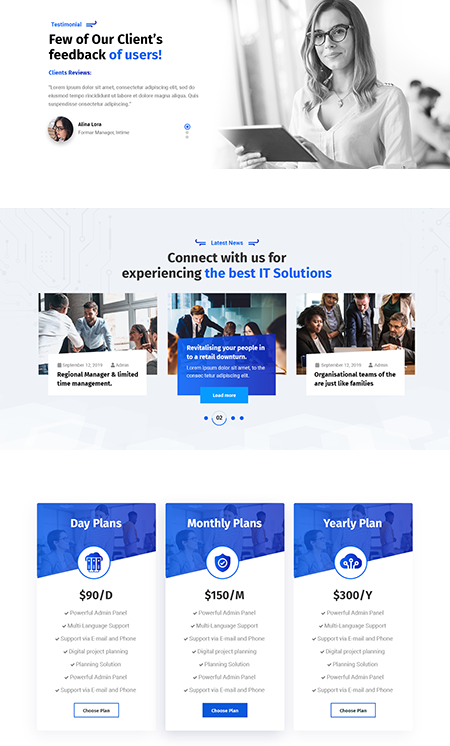 Testimonial
Few of Our Client's
feedback of users!
Clients Reviews:
"Lorem ipsum dolor sit amet, consectetur adipiscing elit, sed do
eiusmod tempor rincididunt ut labore et dolore magna aliqua. Quis
suspendisse consectetur adipiscing."
Alina Lora
Former Manager, Intime
Latest News
Connect with us for
experiencing the best IT Solutions
September 12, 2019 Admin
Regional Manager & limited
time management.
Revitalising your people in
to a retail downturn.
Lorem ipsum dolor sit amet, to the
consec tetur adipiscing elit.
Load more
September 12, 2019 Admin
Organisational teams of the
are just like families
02
Day Plans
$90/D
Powerful Admin Panel
Multi-Language Support
Support via E-mail and Phone
Digital project planning
Planning Solution
Powerful Admin Panel
Support via E-mail and Phone
Choose Plan
Monthly Plans
$150/M
Powerful Admin Panel
Multi-Language Support
Support via E-mail and Phone
Digital project planning
Planning Solution
Powerful Admin Panel
Support via E-mail and Phone
Choose Plan
Yearly Plan
$300/Y
Powerful Admin Panel
Multi-Language Support
Support via E-mail and Phone
Digital project planning
Planning Solution
Powerful Admin Panel
Support via E-mail and Phone
Choose Plan